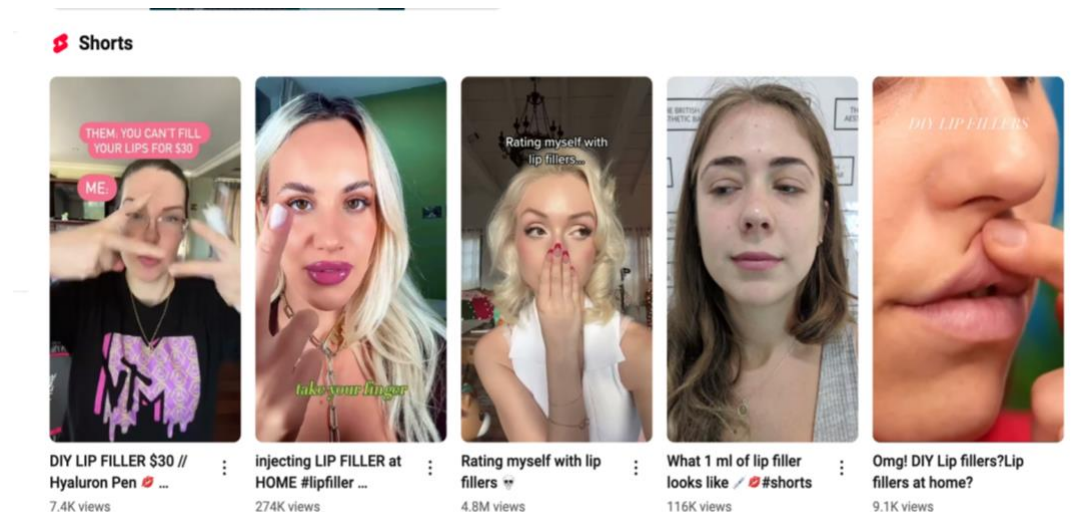 Shorts
THEM. YOU CAN'T FILL
YOUR LIPS FOR $30
ME:
take your finger
Rating myself with
lip fillers...
DIY LIP FILLERS
DIY LIP FILLER $30 //
Hyaluron Pen 💋 ...
7.4K views
injecting LIP FILLER at
HOME #lipfiller ...
274K views
Rating myself with lip
fillers 💀
4.8M views
What 1 ml of lip filler
looks like 💉 💋#shorts
116K views
Omg! DIY Lip fillers?Lip
fillers at home?
9.1K views